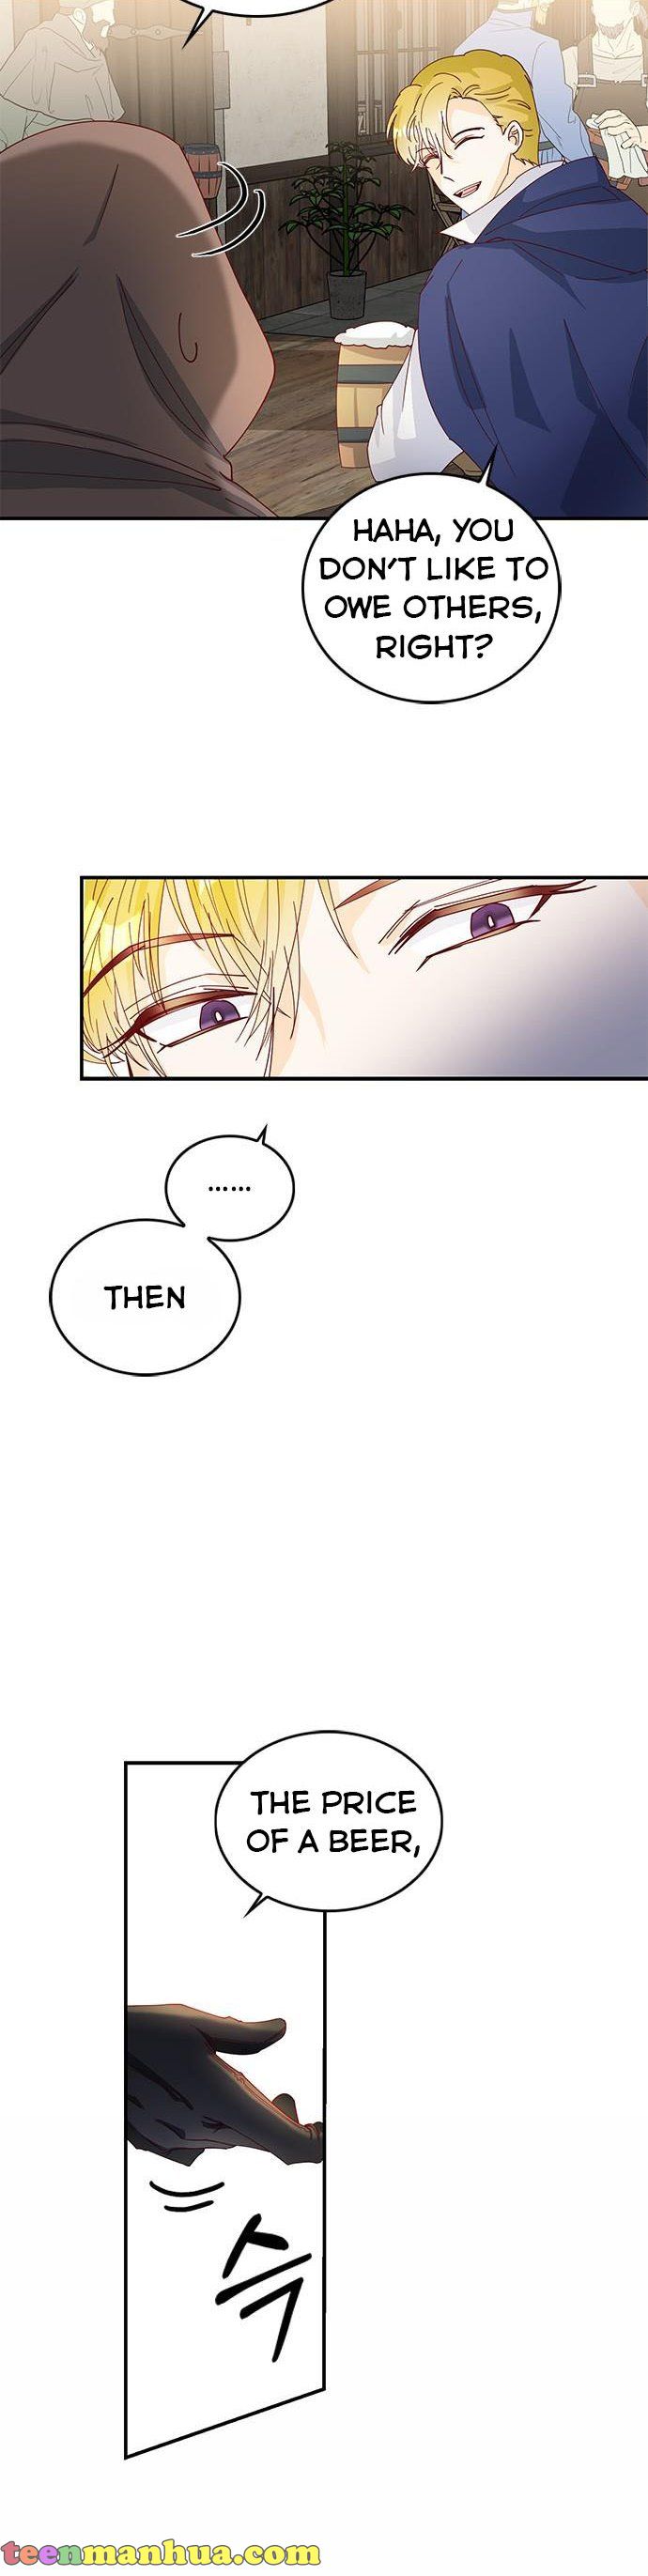 HAHA, YOU
DON'T LIKE TO
OWE OTHERS,
RIGHT?
......
THEN
THE PRICE
OF A BEER,
스윽
teenmanhua.com